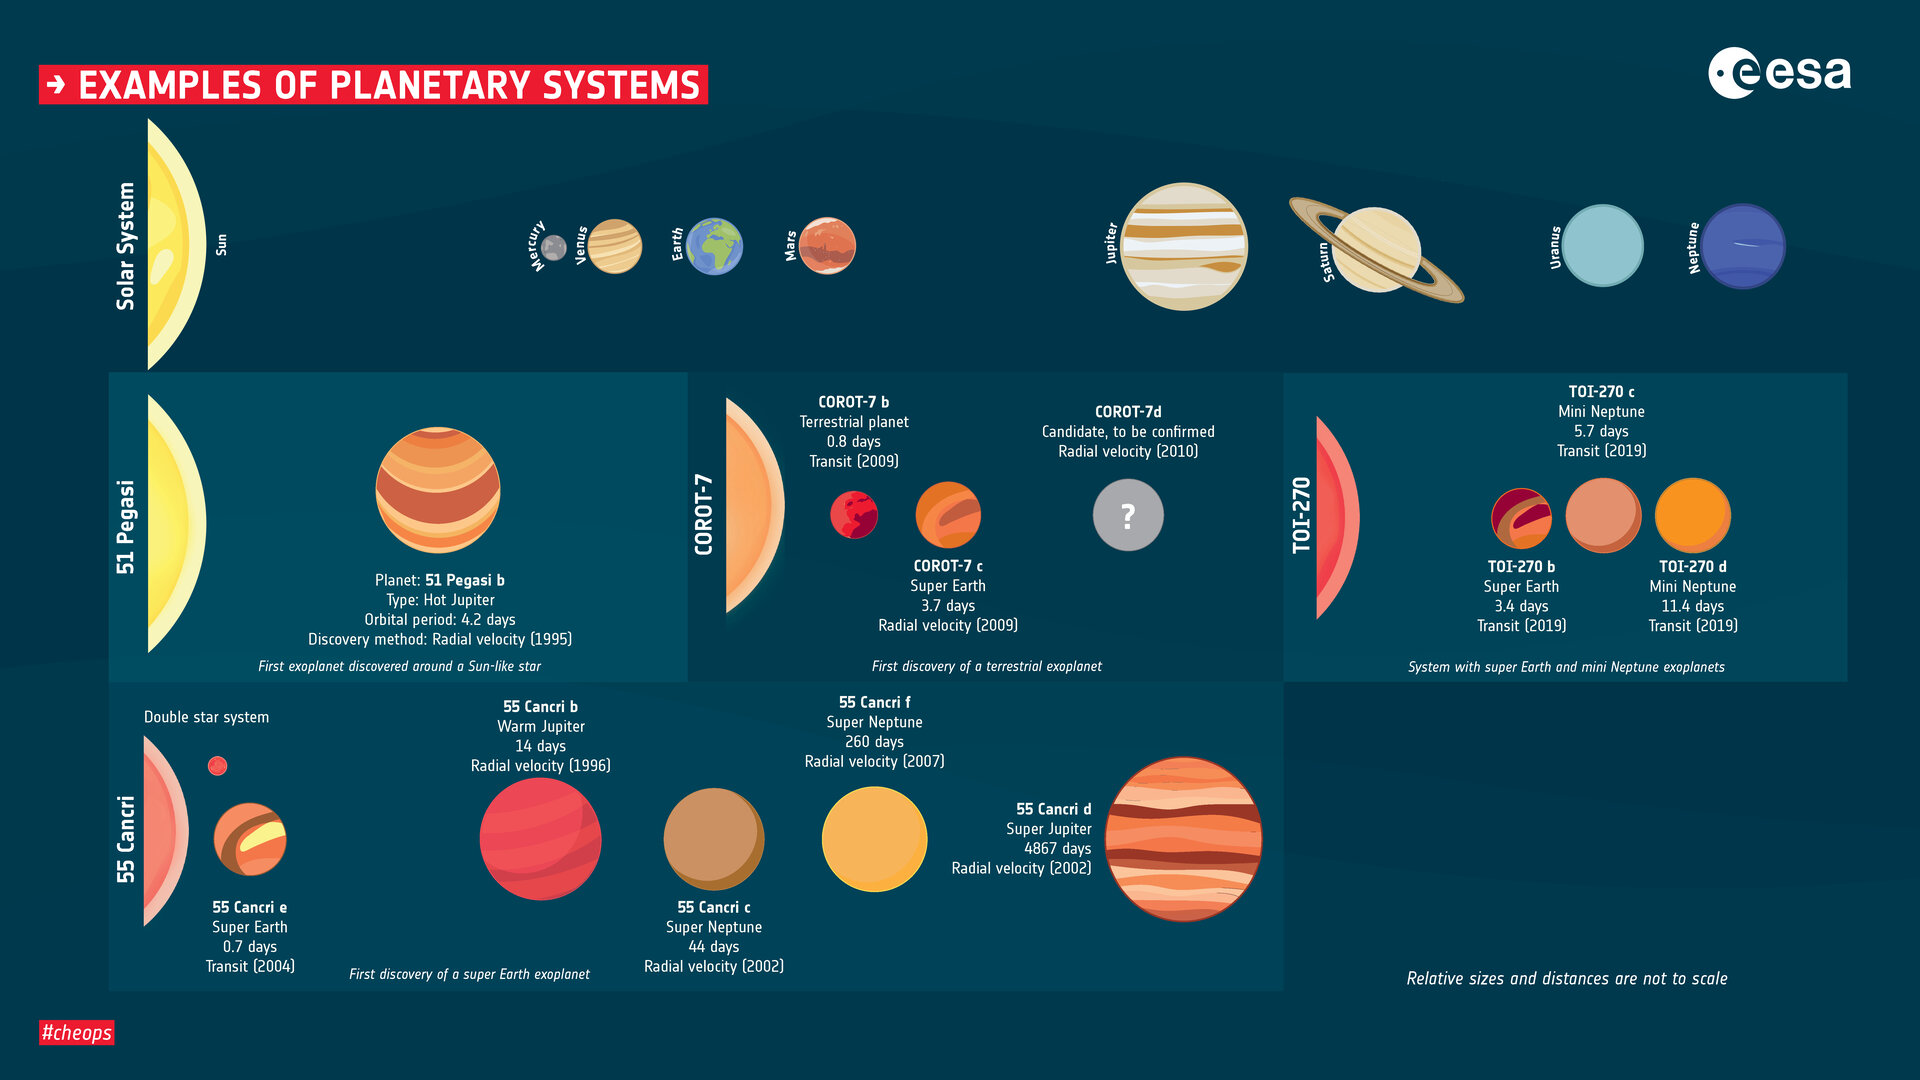 → EXAMPLES OF PLANETARY SYSTEMS
esa
Solar System
Sun
Mercury
Venus
Earth
Mars
Jupiter
Saturn
Uranus
Neptune
51 Pegasi
Planet: 51 Pegasi b
Type: Hot Jupiter
Orbital period: 4.2 days
Discovery method: Radial velocity (1995)
First exoplanet discovered around a Sun-like star
COROT-7
COROT-7 b
Terrestrial planet
0.8 days
Transit (2009)
COROT-7 c
Super Earth
3.7 days
Radial velocity (2009)
COROT-7d
Candidate, to be confirmed
Radial velocity (2010)
?
First discovery of a terrestrial exoplanet
TOI-270
TOI-270 b
Super Earth
3.4 days
Transit (2019)
TOI-270 c
Mini Neptune
5.7 days
Transit (2019)
TOI-270 d
Mini Neptune
11.4 days
Transit (2019)
System with super Earth and mini Neptune exoplanets
55 Cancri
Double star system
55 Cancri e
Super Earth
0.7 days
Transit (2004)
55 Cancri b
Warm Jupiter
14 days
Radial velocity (1996)
55 Cancri c
Super Neptune
44 days
Radial velocity (2002)
55 Cancri f
Super Neptune
260 days
Radial velocity (2007)
55 Cancri d
Super Jupiter
4867 days
Radial velocity (2002)
First discovery of a super Earth exoplanet
Relative sizes and distances are not to scale
#cheops